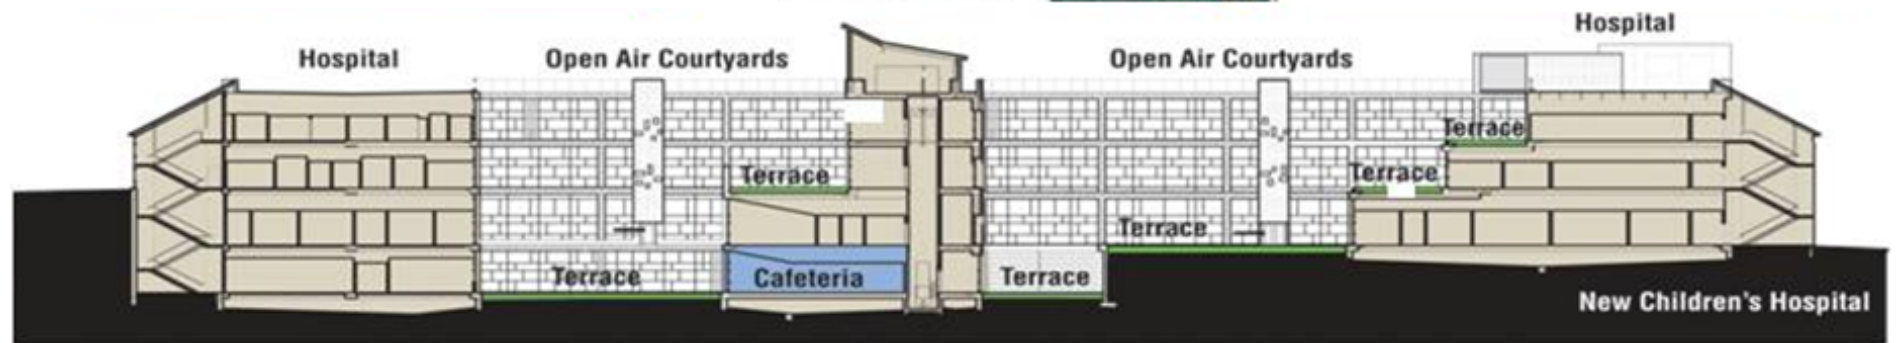 Hospital
Hospital
Open Air Courtyards
Open Air Courtyards
Terrace
Terrace
Terrace
Terrace
Terrace
Cafeteria
Terrace
New Children's Hospital